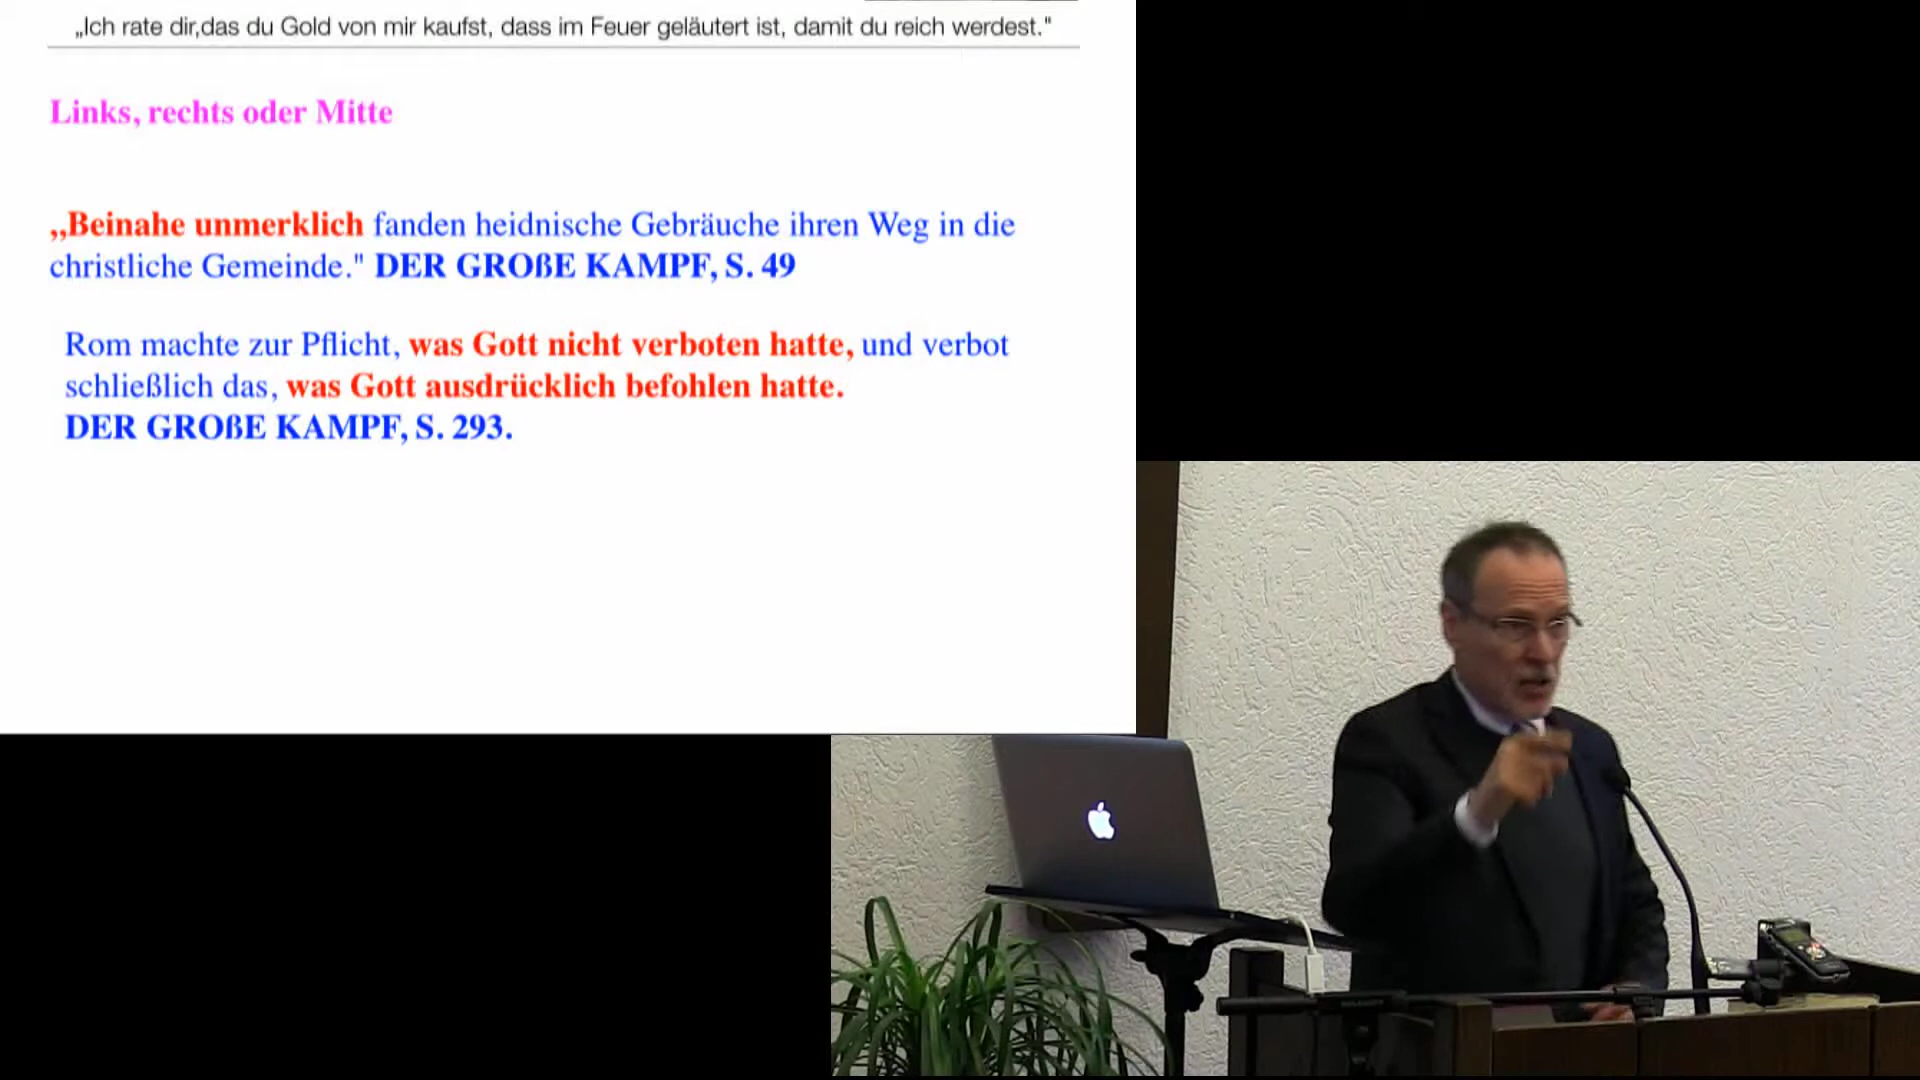 „Ich rate dir,das du Gold von mir kaufst, dass im Feuer geläutert ist, damit du reich werdest."
Links, rechts oder Mitte
„Beinahe unmerklich fanden heidnische Gebräuche ihren Weg in die
christliche Gemeinde." DER GROßE KAMPF, S. 49
Rom machte zur Pflicht, was Gott nicht verboten hatte, und verbot
schließlich das, was Gott ausdrücklich befohlen hatte.
DER GROßE KAMPF, S. 293.